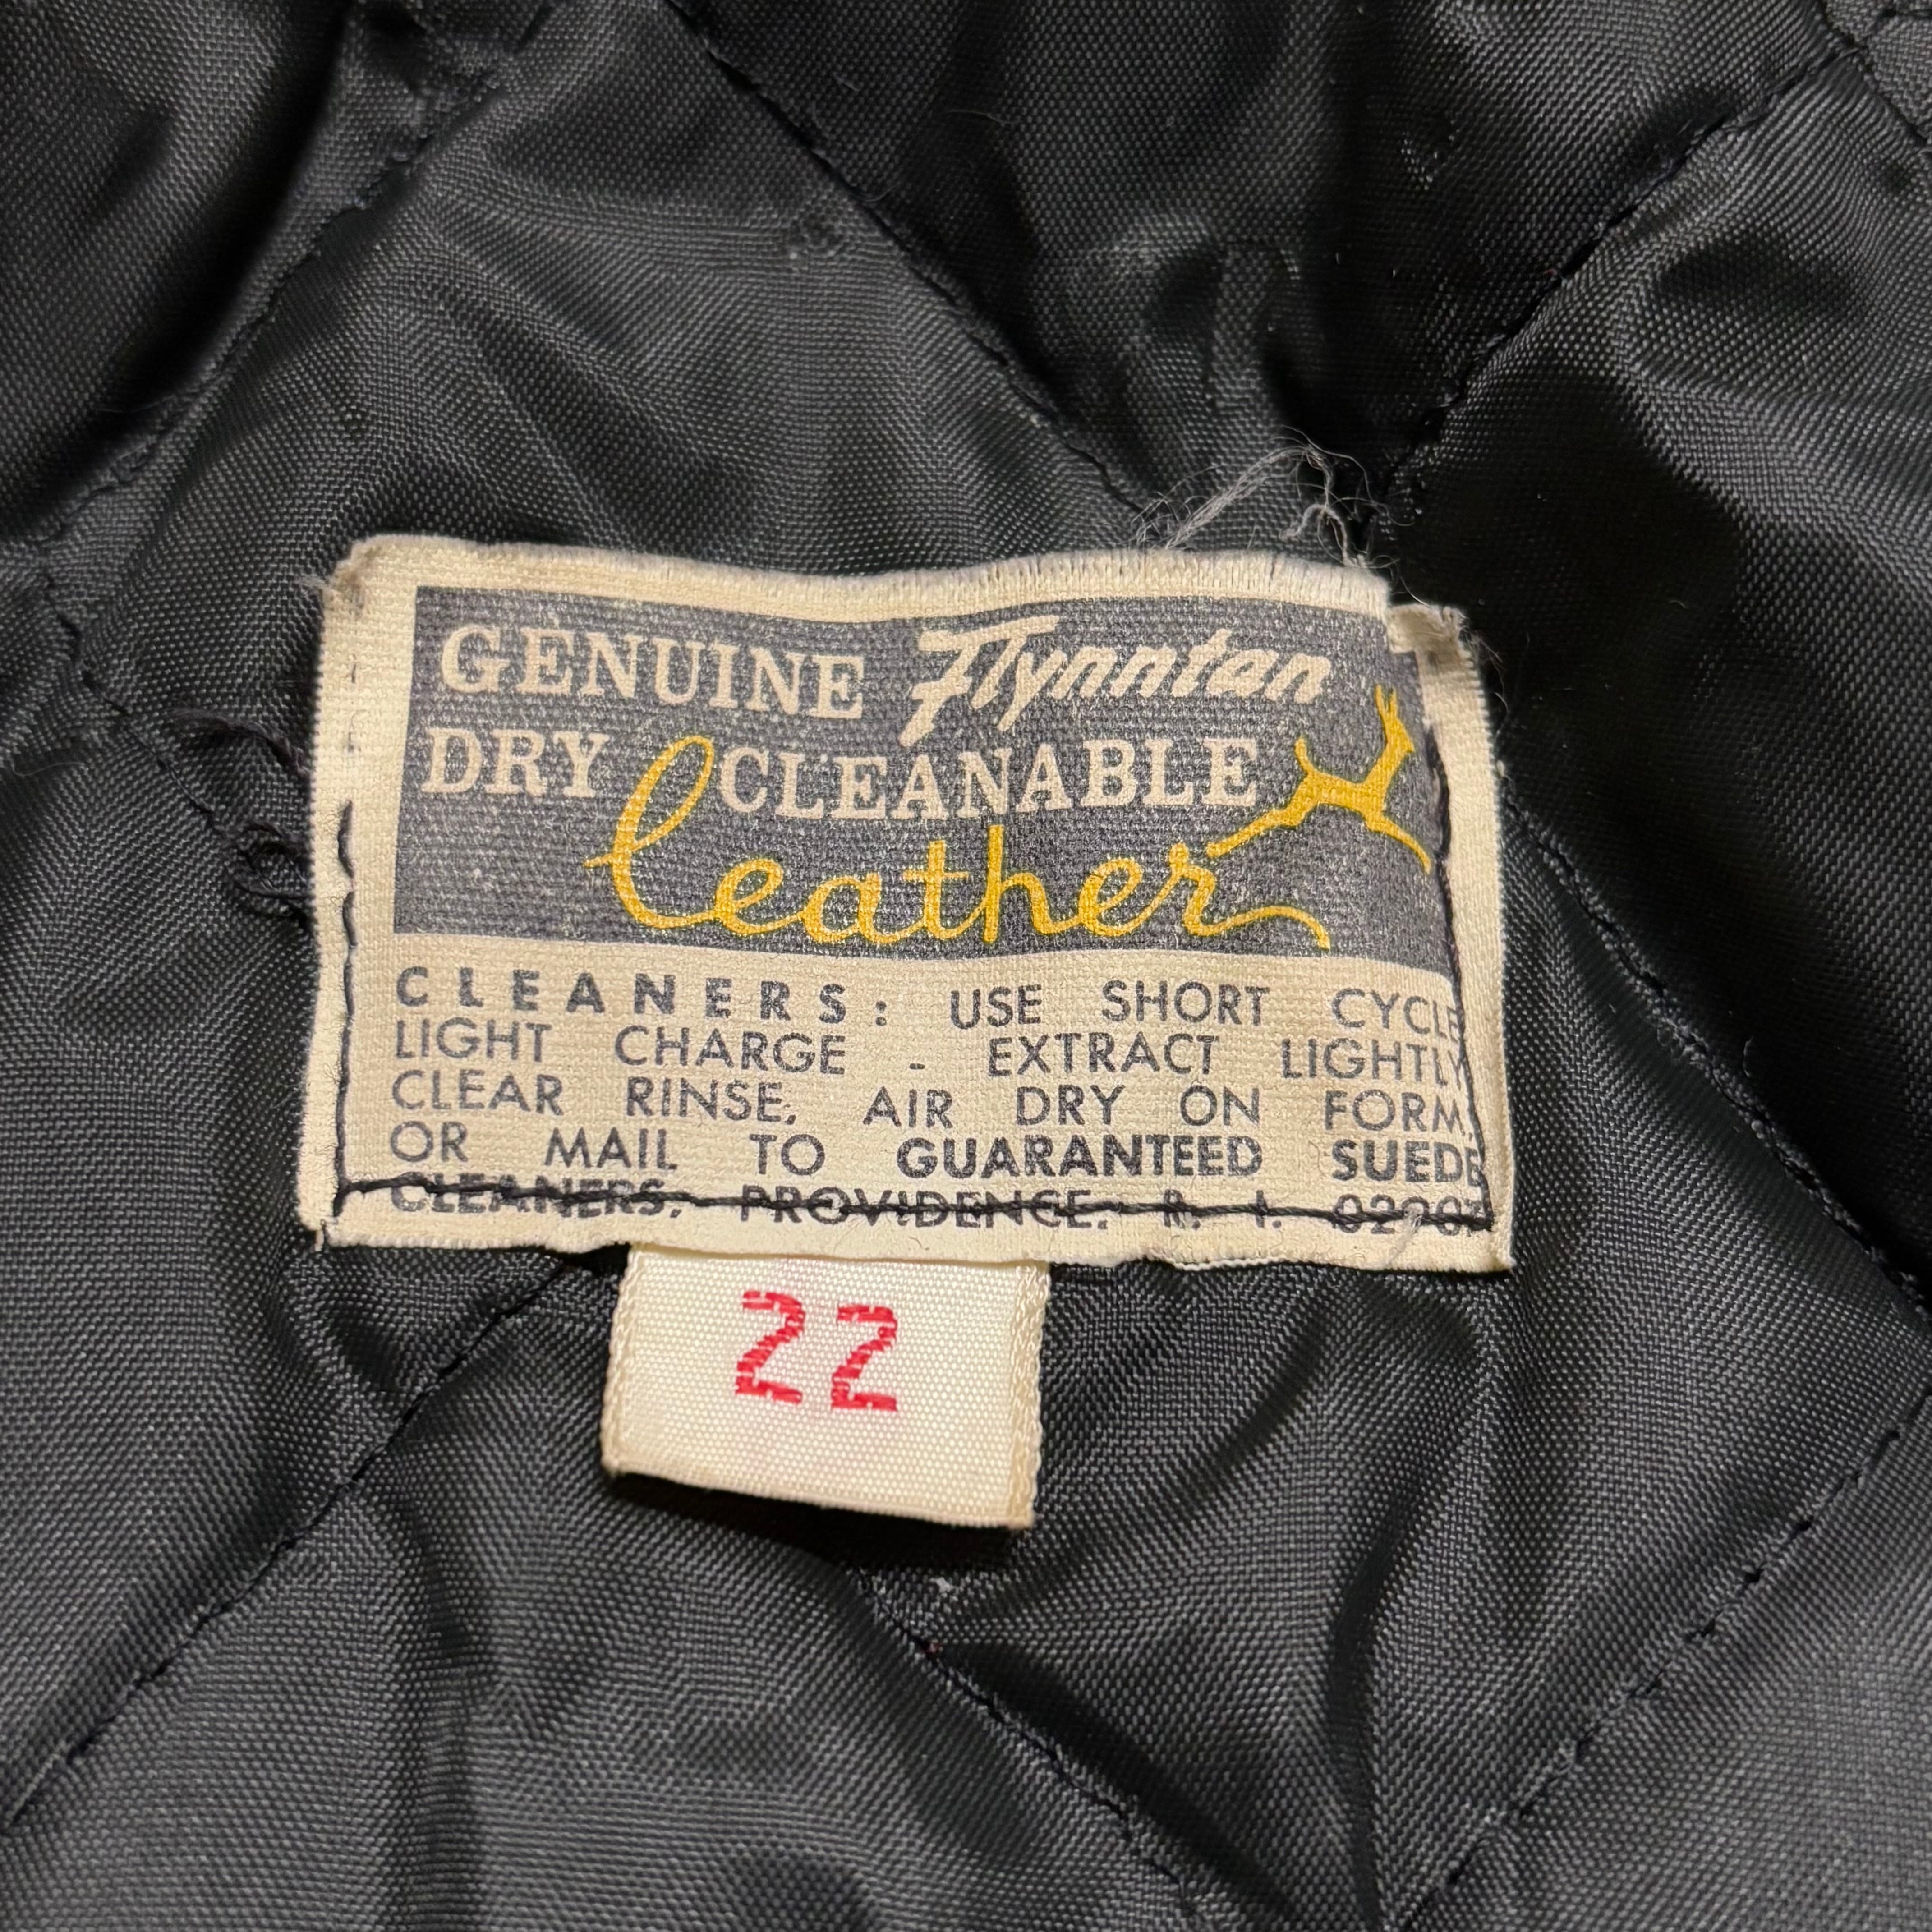 GENUINE Flynntan
DRY CLEANABLE
leather
CLEANERS: USE SHORT CYCLE
LIGHT CHARGE - EXTRACT LIGHTLY
CLEAR RINSE, AIR DRY ON FORM,
OR MAIL TO GUARANTEED SUEDE
CLEANERS, PROVIDENCE, R. I.
22